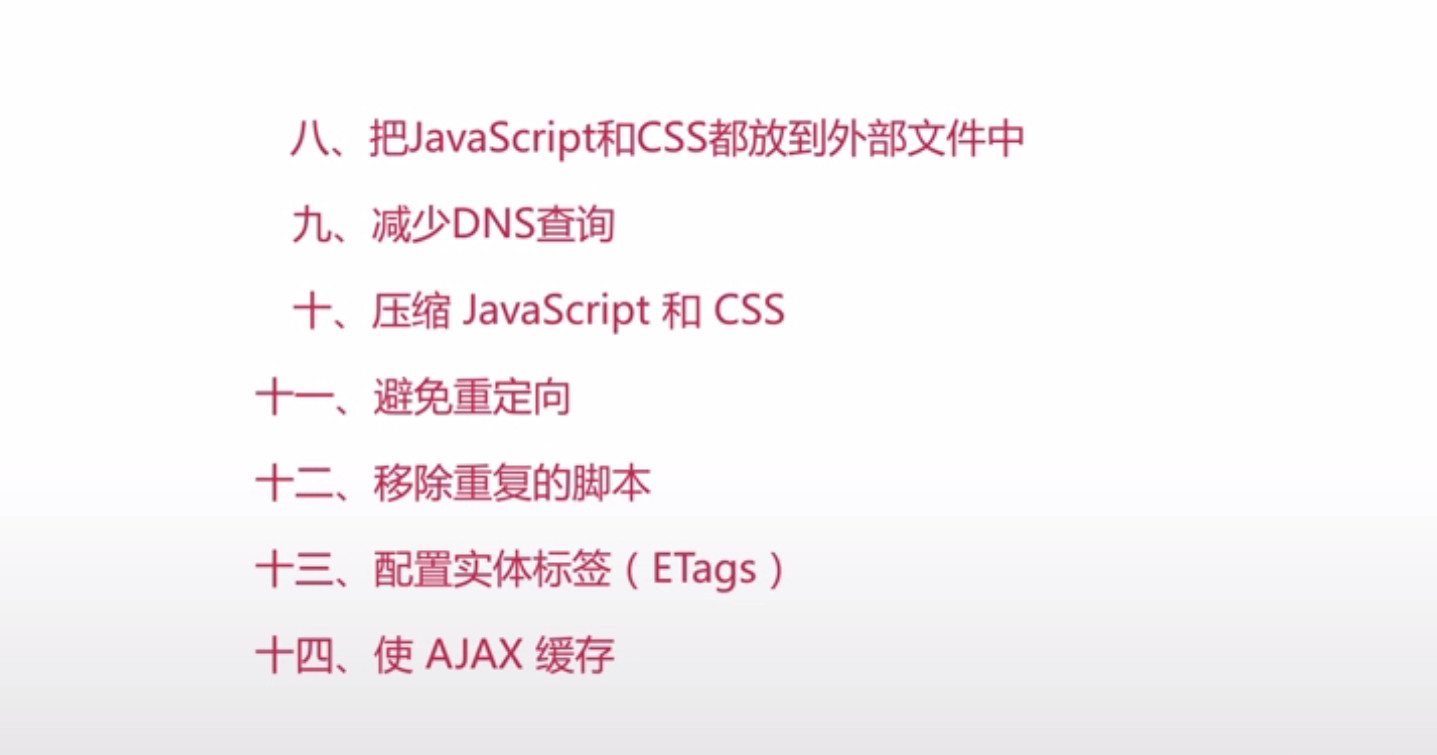 八、把JavaScript和CSS都放到外部文件中
九、减少DNS查询
十、压缩 JavaScript 和 CSS
十一、避免重定向
十二、移除重复的脚本
十三、配置实体标签（ETags）
十四、使 AJAX 缓存